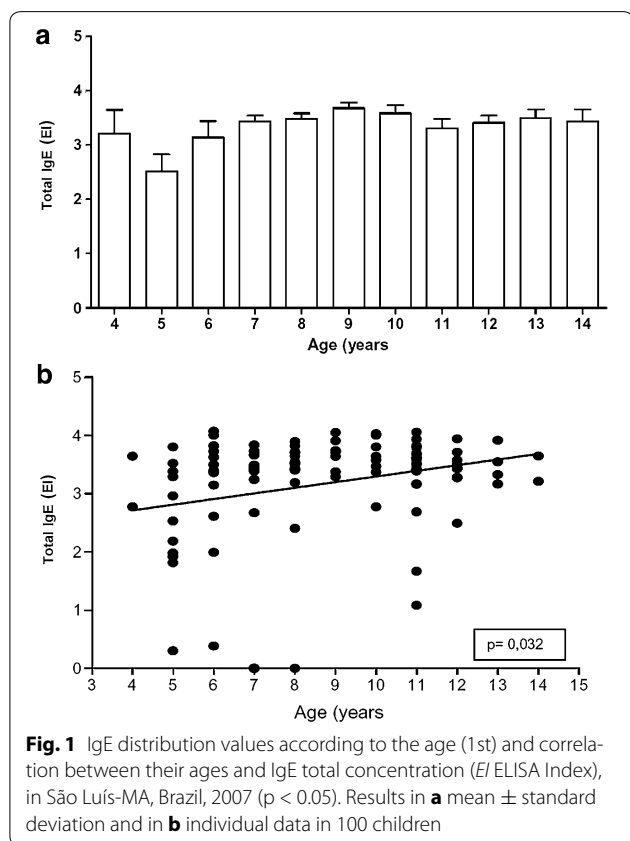 a
5
4
3
2
1
0
Total IgE (EI)
4 5 6 7 8 9 10 11 12 13 14
Age (years
b
5
4
3
2
1
0
Total IgE (EI)
p= 0,032
3 4 5 6 7 8 9 10 11 12 13 14 15
Age (years
Fig. 1 IgE distribution values according to the age (1st) and correla-
tion between their ages and IgE total concentration (EI ELISA Index),
in São Luís-MA, Brazil, 2007 (p < 0.05). Results in a mean ± standard
deviation and in b individual data in 100 children